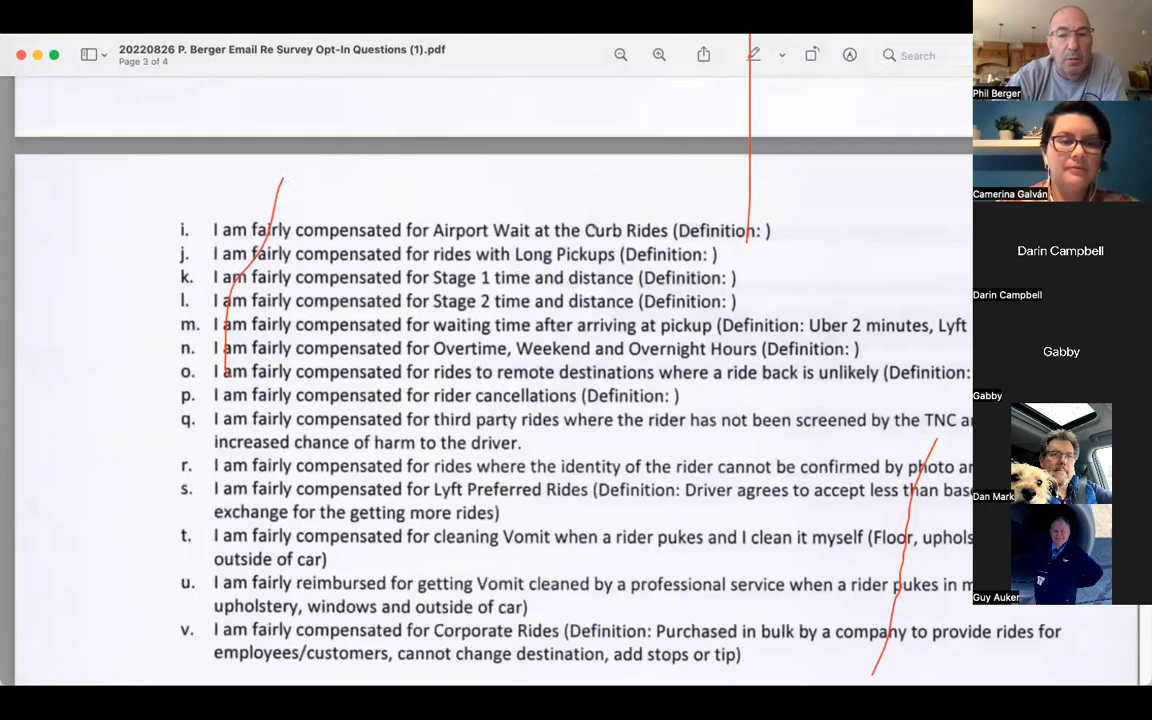 20220826 P. Berger Email Re Survey Opt-In Questions (1).pdf
Page 3 of 4
Search
i. I am fairly compensated for Airport Wait at the Curb Rides (Definition: )
j. I am fairly compensated for rides with Long Pickups (Definition: )
k. I am fairly compensated for Stage 1 time and distance (Definition: )
l. I am fairly compensated for Stage 2 time and distance (Definition: )
m. I am fairly compensated for waiting time after arriving at pickup (Definition: Uber 2 minutes, Lyft
n. I am fairly compensated for Overtime, Weekend and Overnight Hours (Definition: )
o. I am fairly compensated for rides to remote destinations where a ride back is unlikely (Definition:
p. I am fairly compensated for rider cancellations (Definition: )
q. I am fairly compensated for third party rides where the rider has not been screened by the TNC
increased chance of harm to the driver.
r. I am fairly compensated for rides where the identity of the rider cannot be confirmed by photo
s. I am fairly compensated for Lyft Preferred Rides (Definition: Driver agrees to accept less than
exchange for the getting more rides)
t. I am fairly compensated for cleaning Vomit when a rider pukes and I clean it myself (Floor,
outside of car)
u. I am fairly reimbursed for getting Vomit cleaned by a professional service when a rider pukes in
upholstery, windows and outside of car)
v. I am fairly compensated for Corporate Rides (Definition: Purchased in bulk by a company to provide rides for
employees/customers, cannot change destination, add stops or tip)
Phil Berger
Camerina Galván
Darin Campbell
Darin Campbell
Gabby
Gabby
Dan Mark
Guy Auker